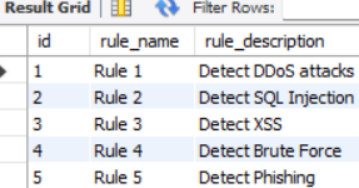 Result Grid Filter Rows:
id rule_name rule_description
1 Rule 1 Detect DDoS attacks
2 Rule 2 Detect SQL Injection
3 Rule 3 Detect XSS
4 Rule 4 Detect Brute Force
5 Rule 5 Detect Phishing